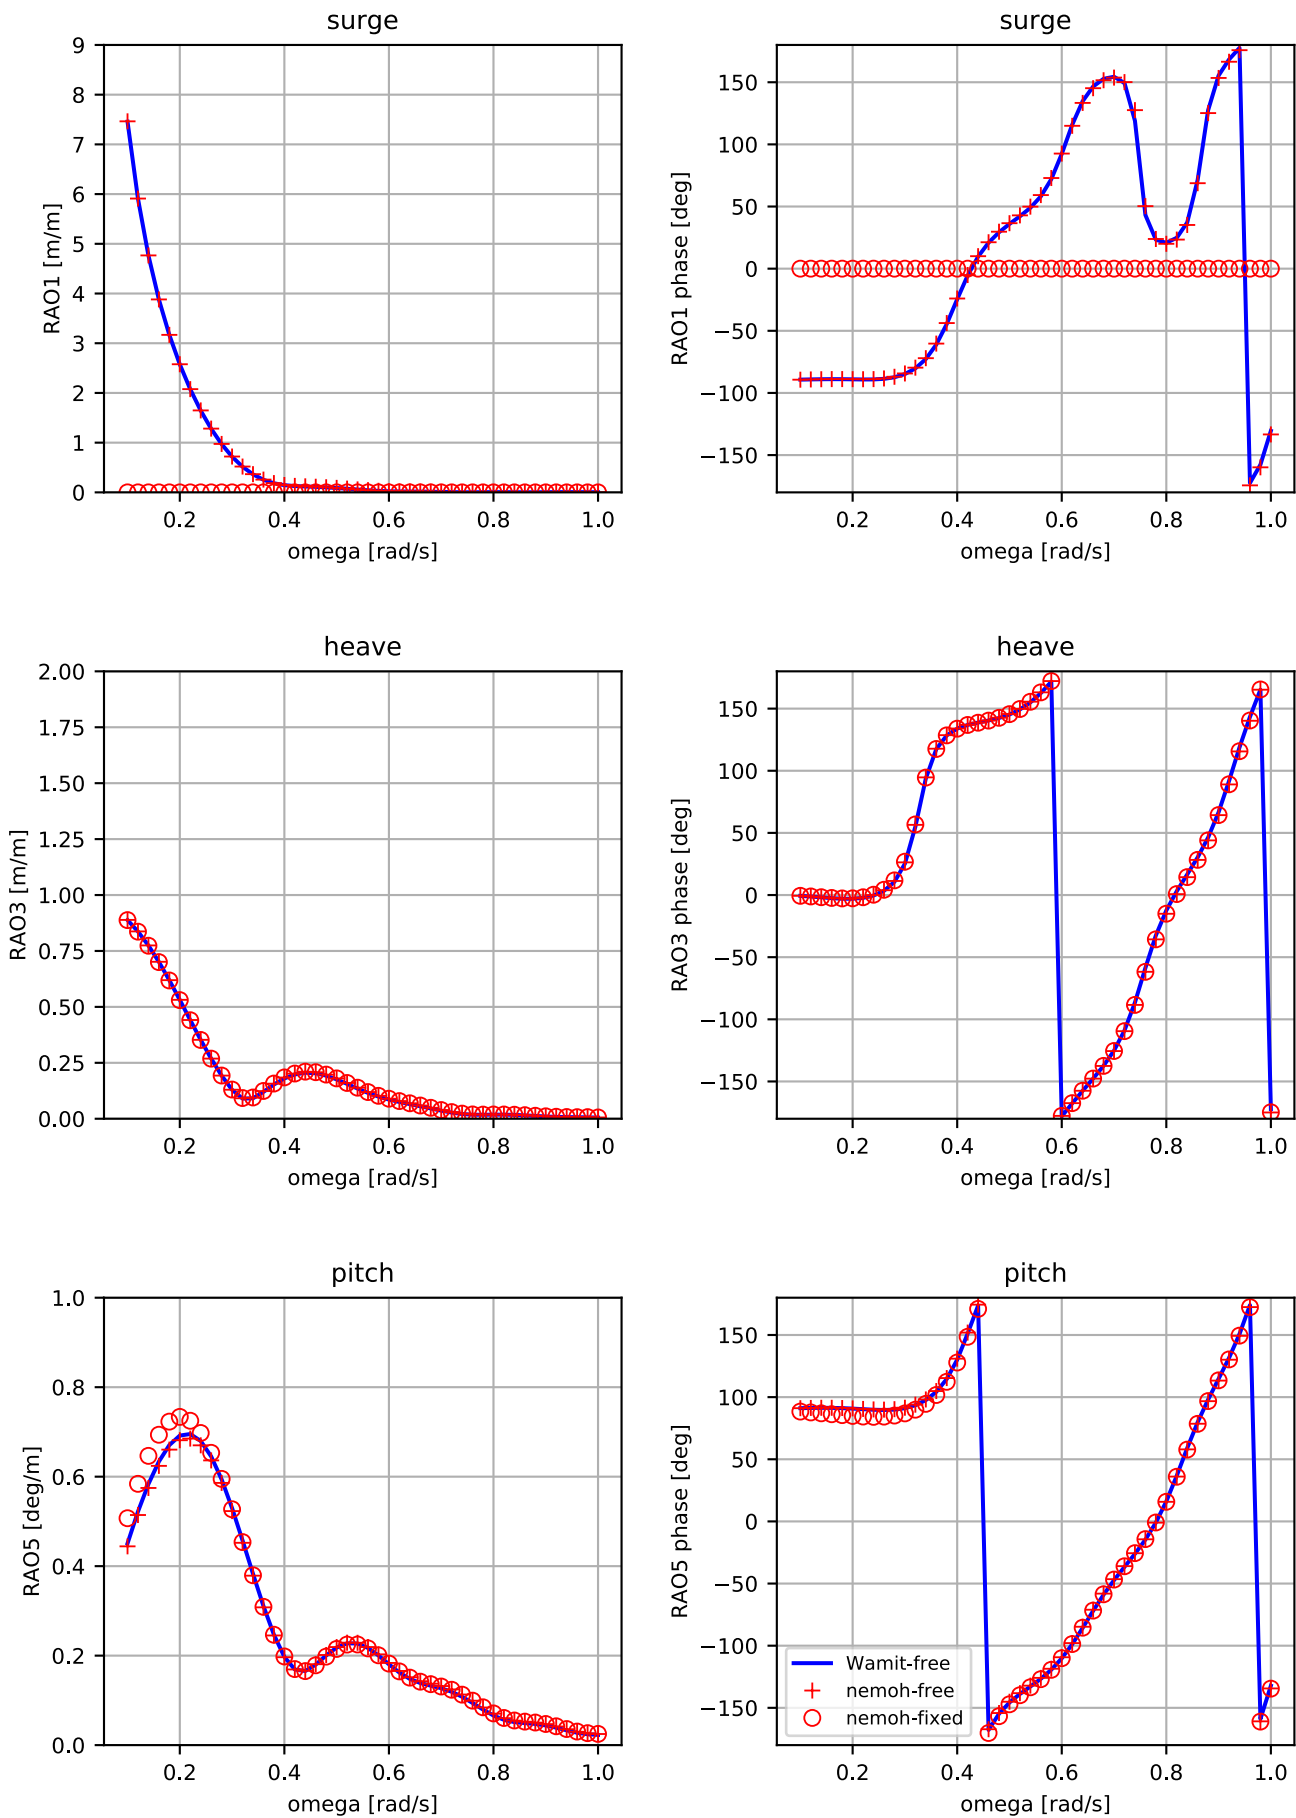 surge
RAO1 [m/m]
9
8
7
6
5
4
3
2
1
0
0.2 0.4 0.6 0.8 1.0
omega [rad/s]
surge
RAO1 phase [deg]
150
100
50
0
−50
−100
−150
0.2 0.4 0.6 0.8 1.0
omega [rad/s]
heave
RAO3 [m/m]
2.00
1.75
1.50
1.25
1.00
0.75
0.50
0.25
0.00
0.2 0.4 0.6 0.8 1.0
omega [rad/s]
heave
RAO3 phase [deg]
150
100
50
0
−50
−100
−150
0.2 0.4 0.6 0.8 1.0
omega [rad/s]
pitch
RAO5 [deg/m]
1.0
0.8
0.6
0.4
0.2
0.0
0.2 0.4 0.6 0.8 1.0
omega [rad/s]
pitch
RAO5 phase [deg]
150
100
50
0
−50
−100
−150
Wamit-free
nemoh-free
nemoh-fixed
0.2 0.4 0.6 0.8 1.0
omega [rad/s]